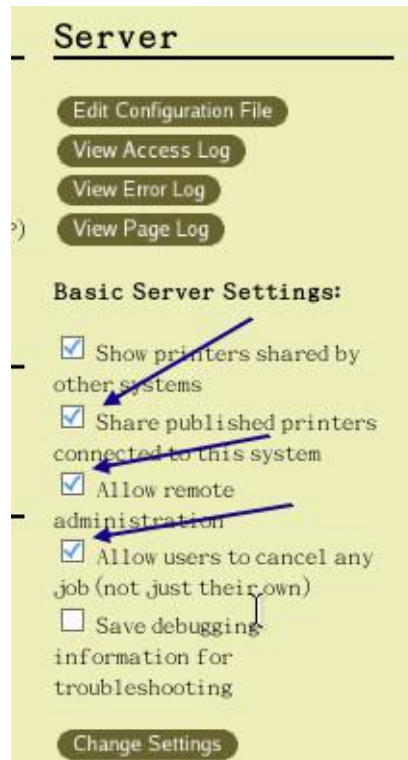 Server
Edit Configuration File
View Access Log
View Error Log
View Page Log
)
Basic Server Settings:
Show printers shared by
other systems
Share published printers
connected to this system
Allow remote
administration
Allow users to cancel any
job (not just their own)
Save debugging
information for
troubleshooting
Change Settings